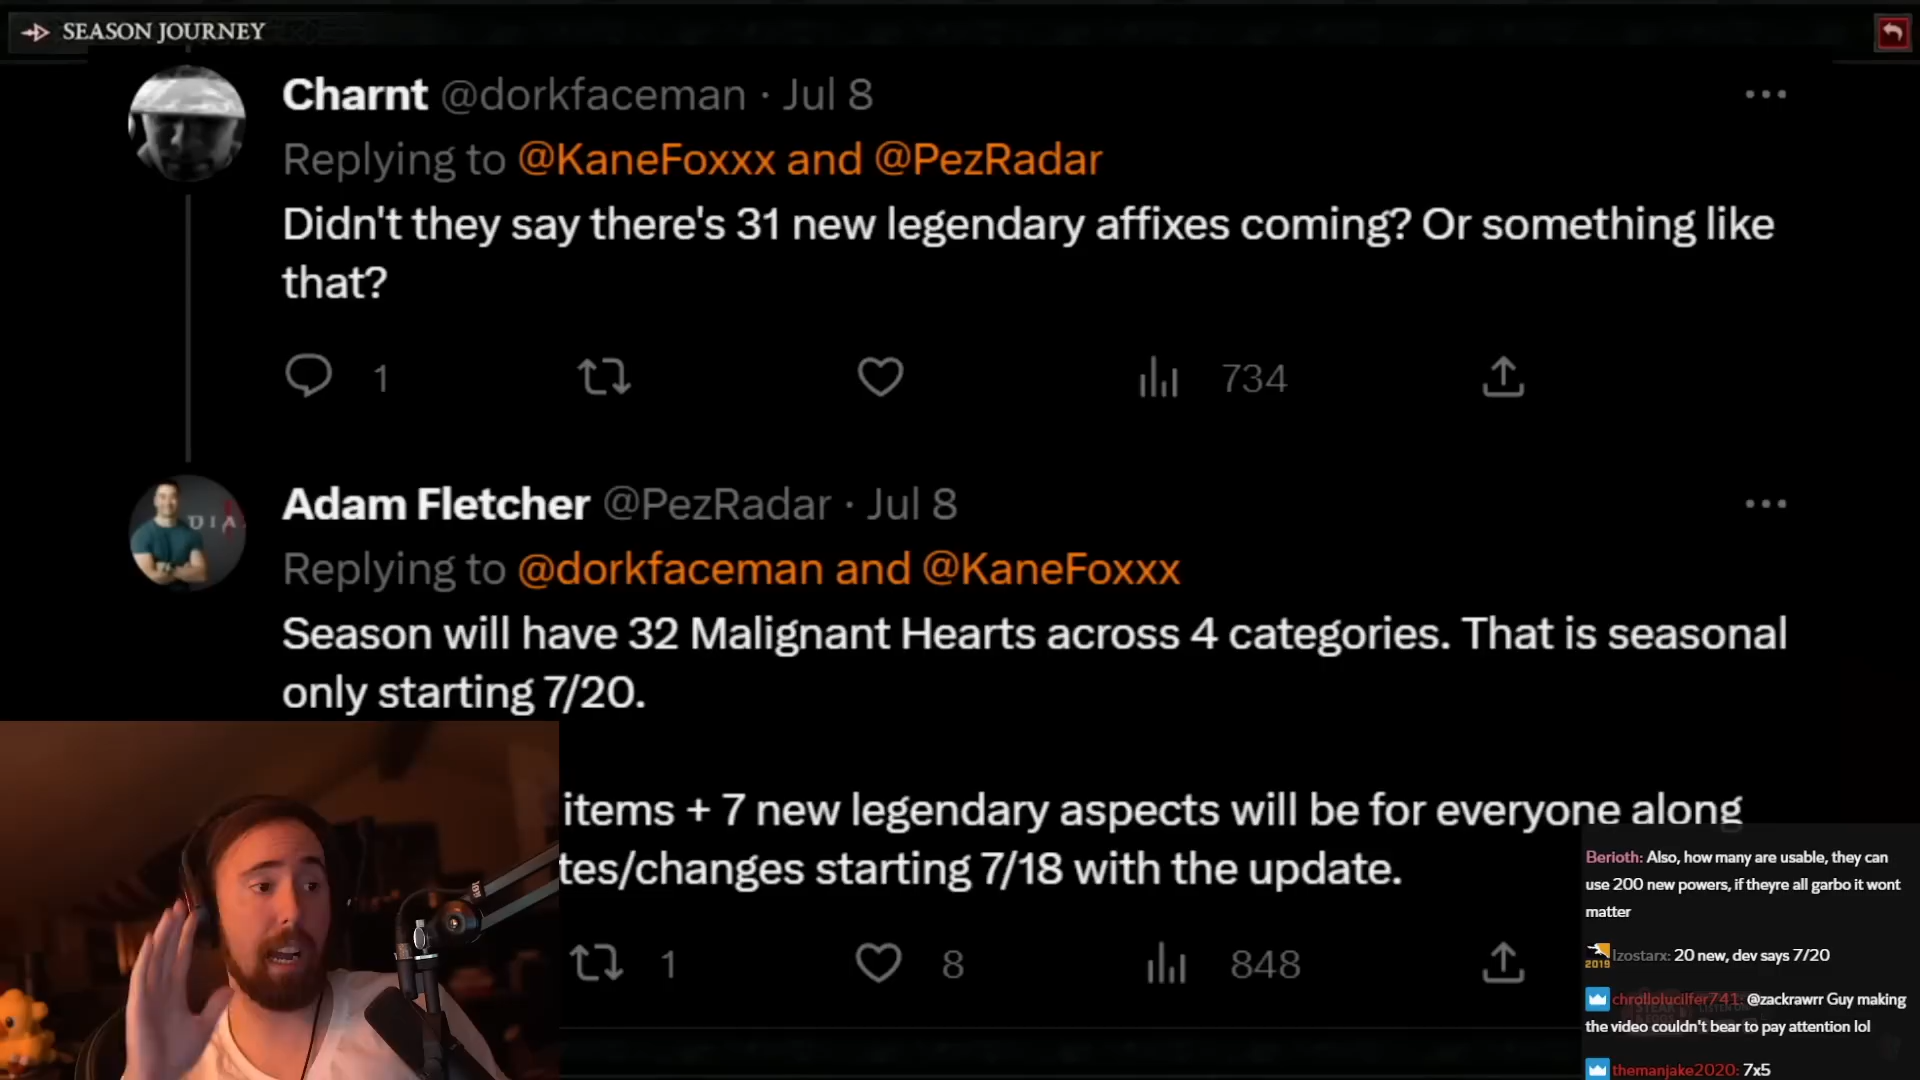 SEASON JOURNEY
Charnt @dorkfaceman · Jul 8
Replying to @KaneFoxxx and @PezRadar
Didn't they say there's 31 new legendary affixes coming? Or something like
that?
1 734
Adam Fletcher @PezRadar · Jul 8
Replying to @dorkfaceman and @KaneFoxxx
Season will have 32 Malignant Hearts across 4 categories. That is seasonal
only starting 7/20.
items + 7 new legendary aspects will be for everyone along
tes/changes starting 7/18 with the update.
1 8 848
Berioth: Also, how many are usable, they can
use 200 new powers, if theyre all garbo it wont
matter
2019 Izostarx: 20 new, dev says 7/20
chrollolucilfer741: @zackrawrr Guy making
the video couldn't bear to pay attention lol
themanjake2020: 7x5